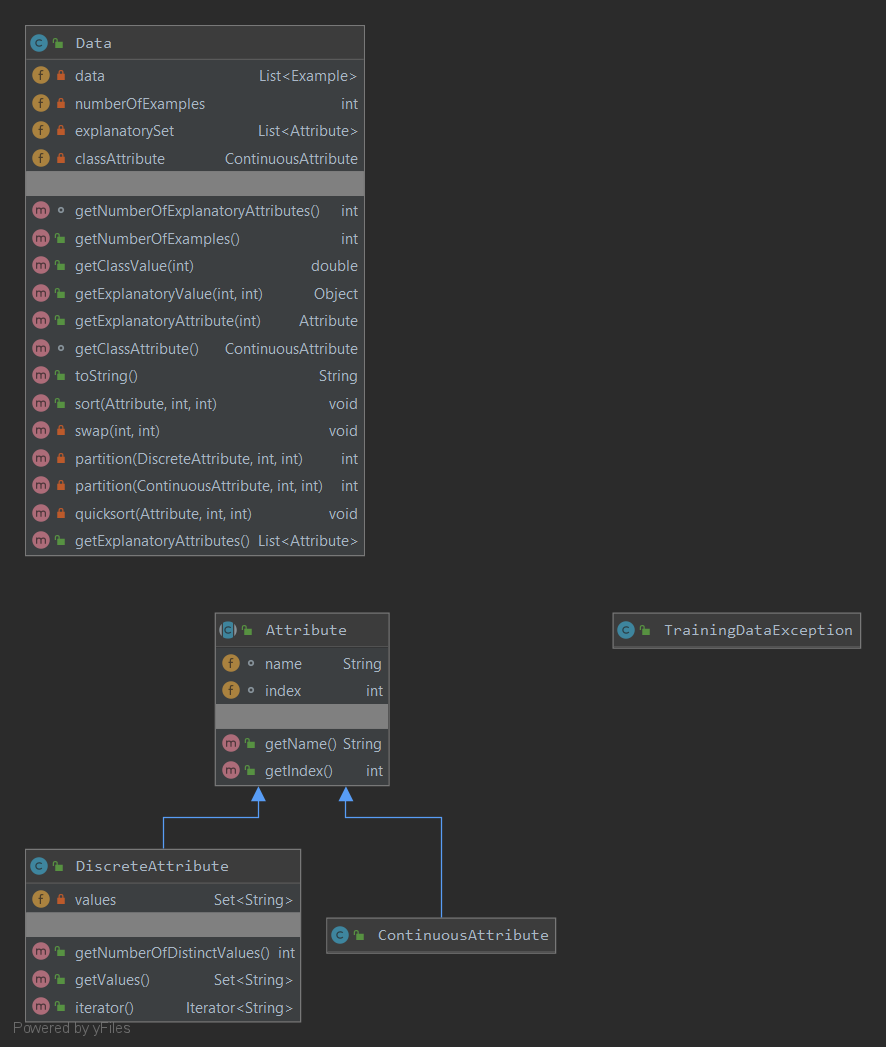 Data
data List<Example>
numberOfExamples int
explanatorySet List<Attribute>
classAttribute ContinuousAttribute
getNumberOfExplanatoryAttributes() int
getNumberOfExamples() int
getClassValue(int) double
getExplanatoryValue(int, int) Object
getExplanatoryAttribute(int) Attribute
getClassAttribute() ContinuousAttribute
toString() String
sort(Attribute, int, int) void
swap(int, int) void
partition(DiscreteAttribute, int, int) int
partition(ContinuousAttribute, int, int) int
quicksort(Attribute, int, int) void
getExplanatoryAttributes() List<Attribute>
Attribute
name String
index int
getName() String
getIndex() int
TrainingDataException
DiscreteAttribute
values Set<String>
getNumberOfDistinctValues() int
getValues() Set<String>
iterator() Iterator<String>
ContinuousAttribute
Powered by yFiles